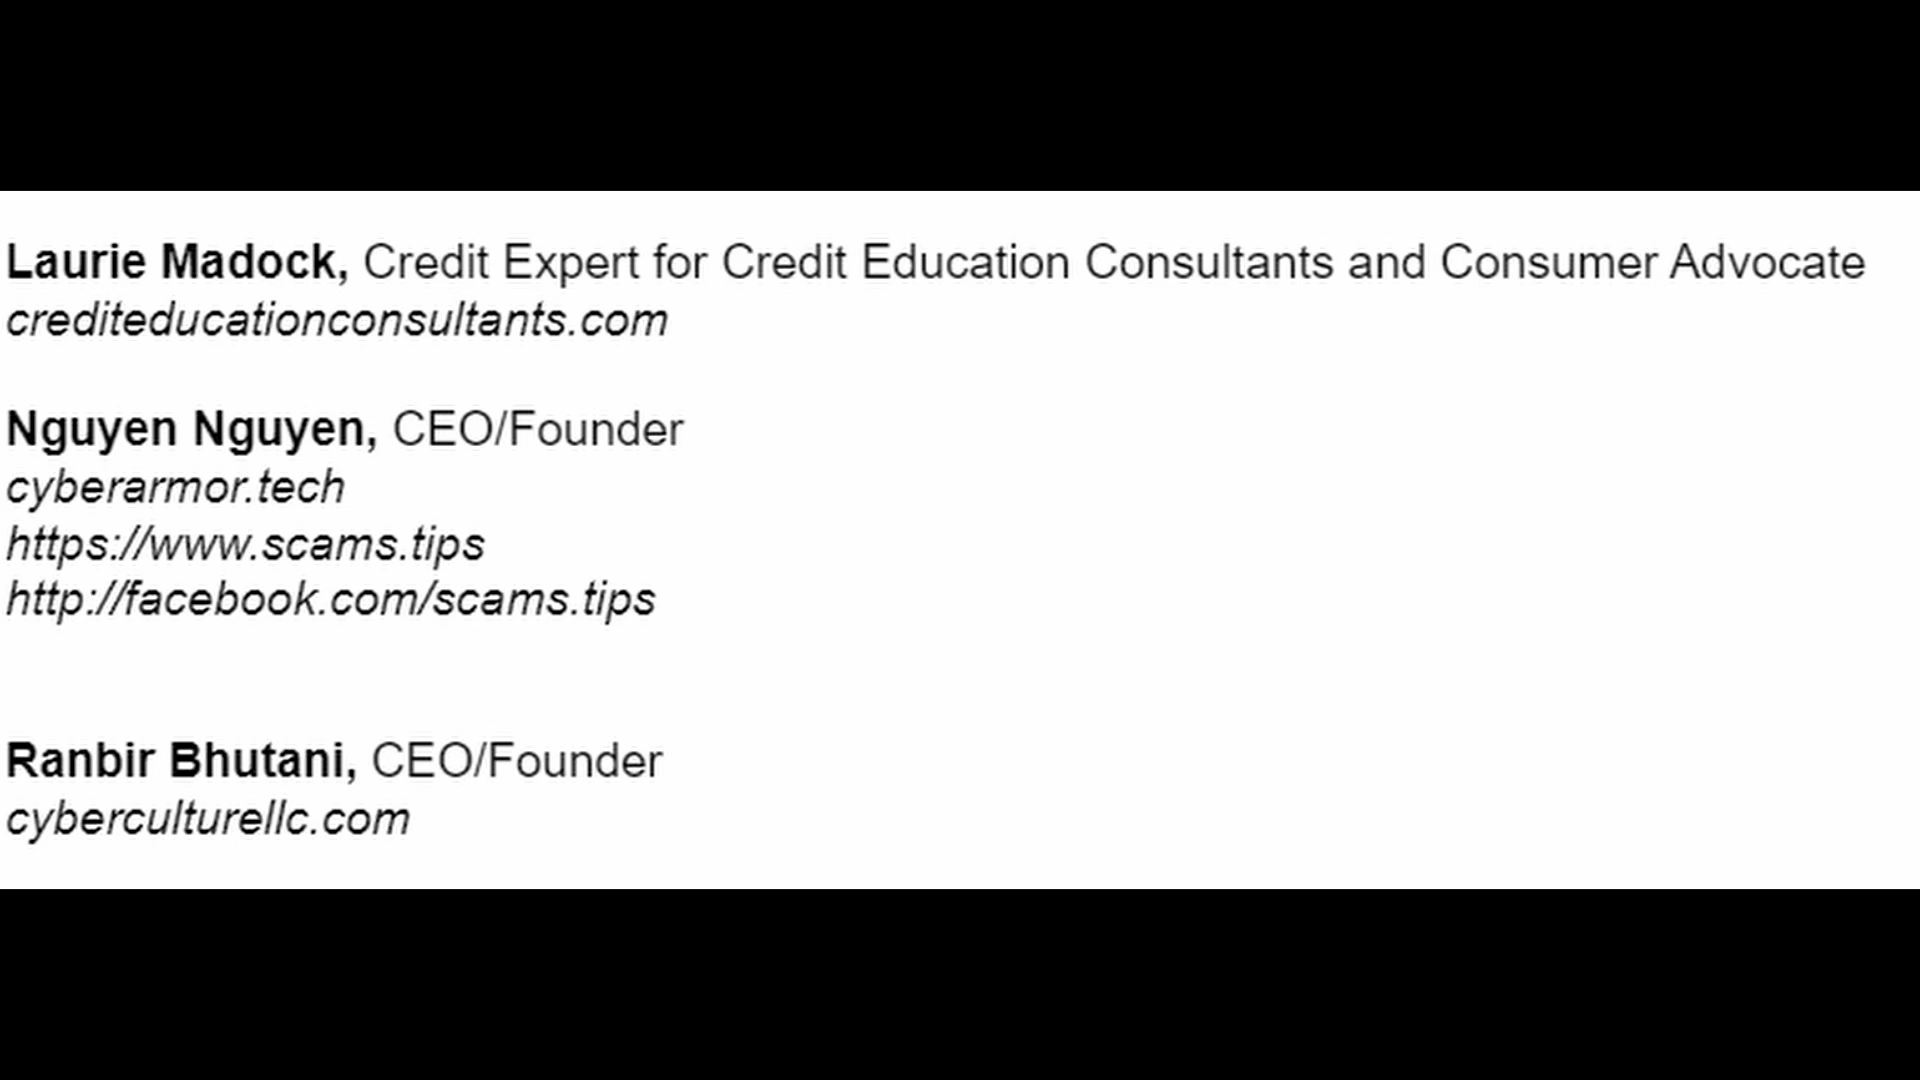 Laurie Madock, Credit Expert for Credit Education Consultants and Consumer Advocate
crediteducationconsultants.com
Nguyen Nguyen, CEO/Founder
cyberarmor.tech
https://www.scams.tips
http://facebook.com/scams.tips
Ranbir Bhutani, CEO/Founder
cyberculturellc.com